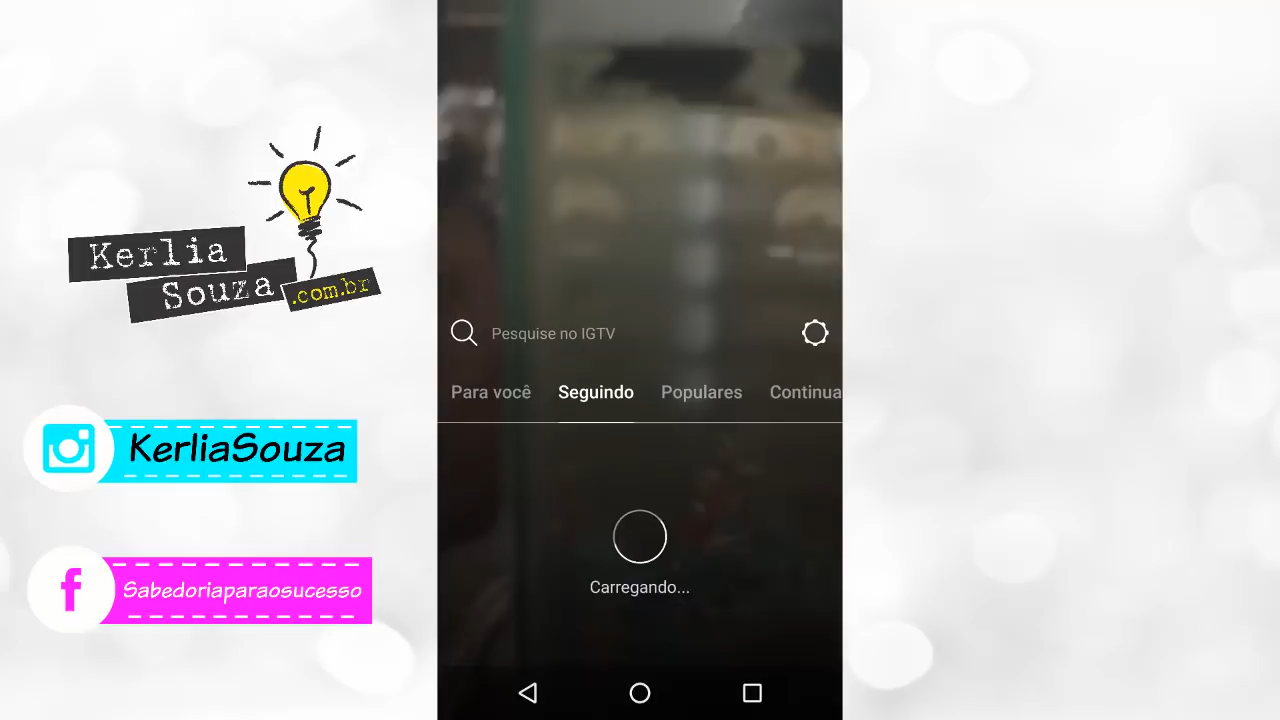 Kerlia
Souza
.com.br
KerliaSouza
Sabedoriaparaosucesso
Pesquise no IGTV
Para você Seguindo Populares Continua
Carregando...